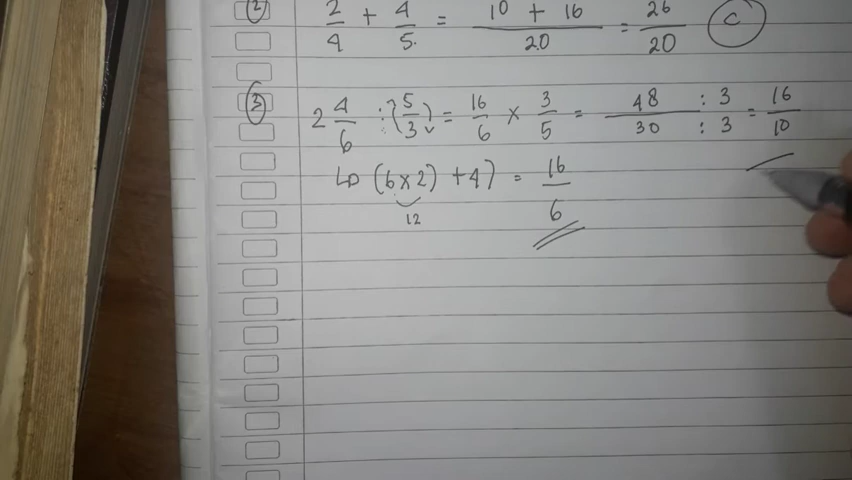 2 2/4 + 4/5 = 10 + 16/20 = 26/20 C
3 2 4/6 : 5/3 = 16/6 × 3/5 = 48/30 : 3/: 3 = 16/10
(6 × 2) + 4) = 16/6
12